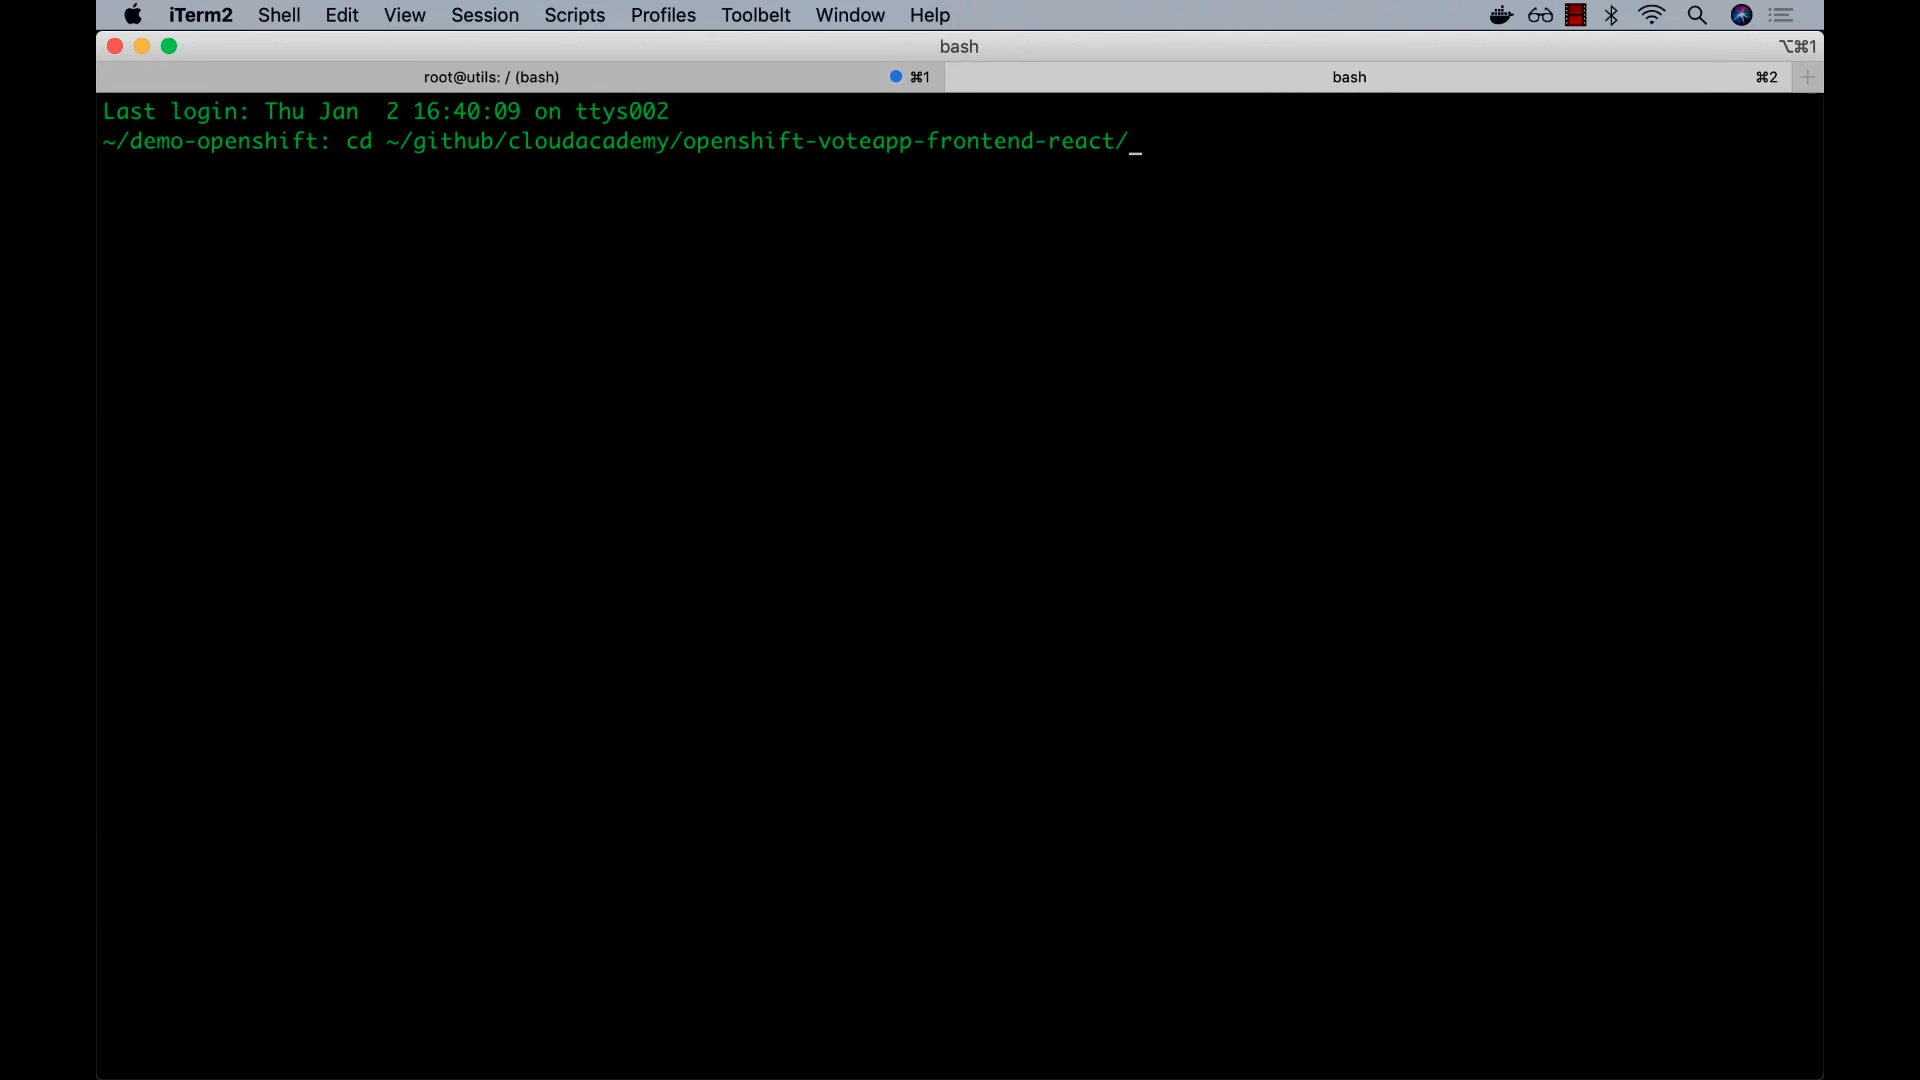 iTerm2 Shell Edit View Session Scripts Profiles Toolbelt Window Help
bash ⌥⌘1
root@utils: / (bash) ⌘1 bash ⌘2
Last login: Thu Jan  2 16:40:09 on ttys002
~/demo-openshift: cd ~/github/cloudacademy/openshift-voteapp-frontend-react/_